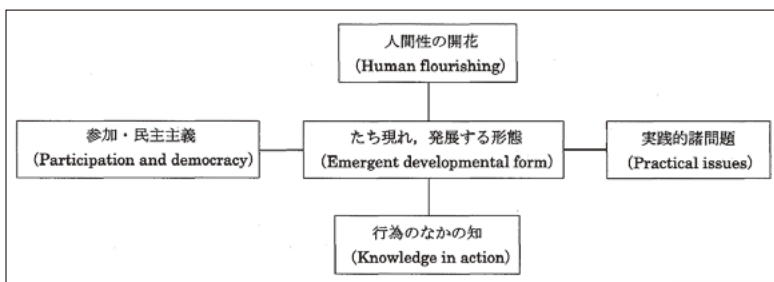 人間性の開花
(Human flourishing)
参加・民主主義
(Participation and democracy)
たち現れ，発展する形態
(Emergent developmental form)
実践的諸問題
(Practical issues)
行為のなかの知
(Knowledge in action)